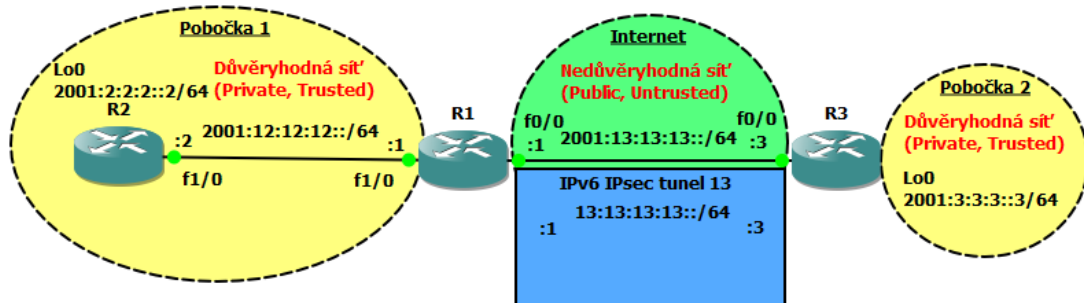 Pobočka 1
Lo0
2001:2:2:2::2/64
Důvěryhodná síť
(Private, Trusted)
R2
:2
2001:12:12:12::/64
:1
f1/0
f1/0
R1
Internet
Nedůvěryhodná síť
(Public, Untrusted)
f0/0
f0/0
:1
2001:13:13:13::/64
:3
IPv6 IPsec tunel 13
13:13:13:13::/64
:1
:3
R3
Pobočka 2
Důvěryhodná síť
(Private, Trusted)
Lo0
2001:3:3:3::3/64